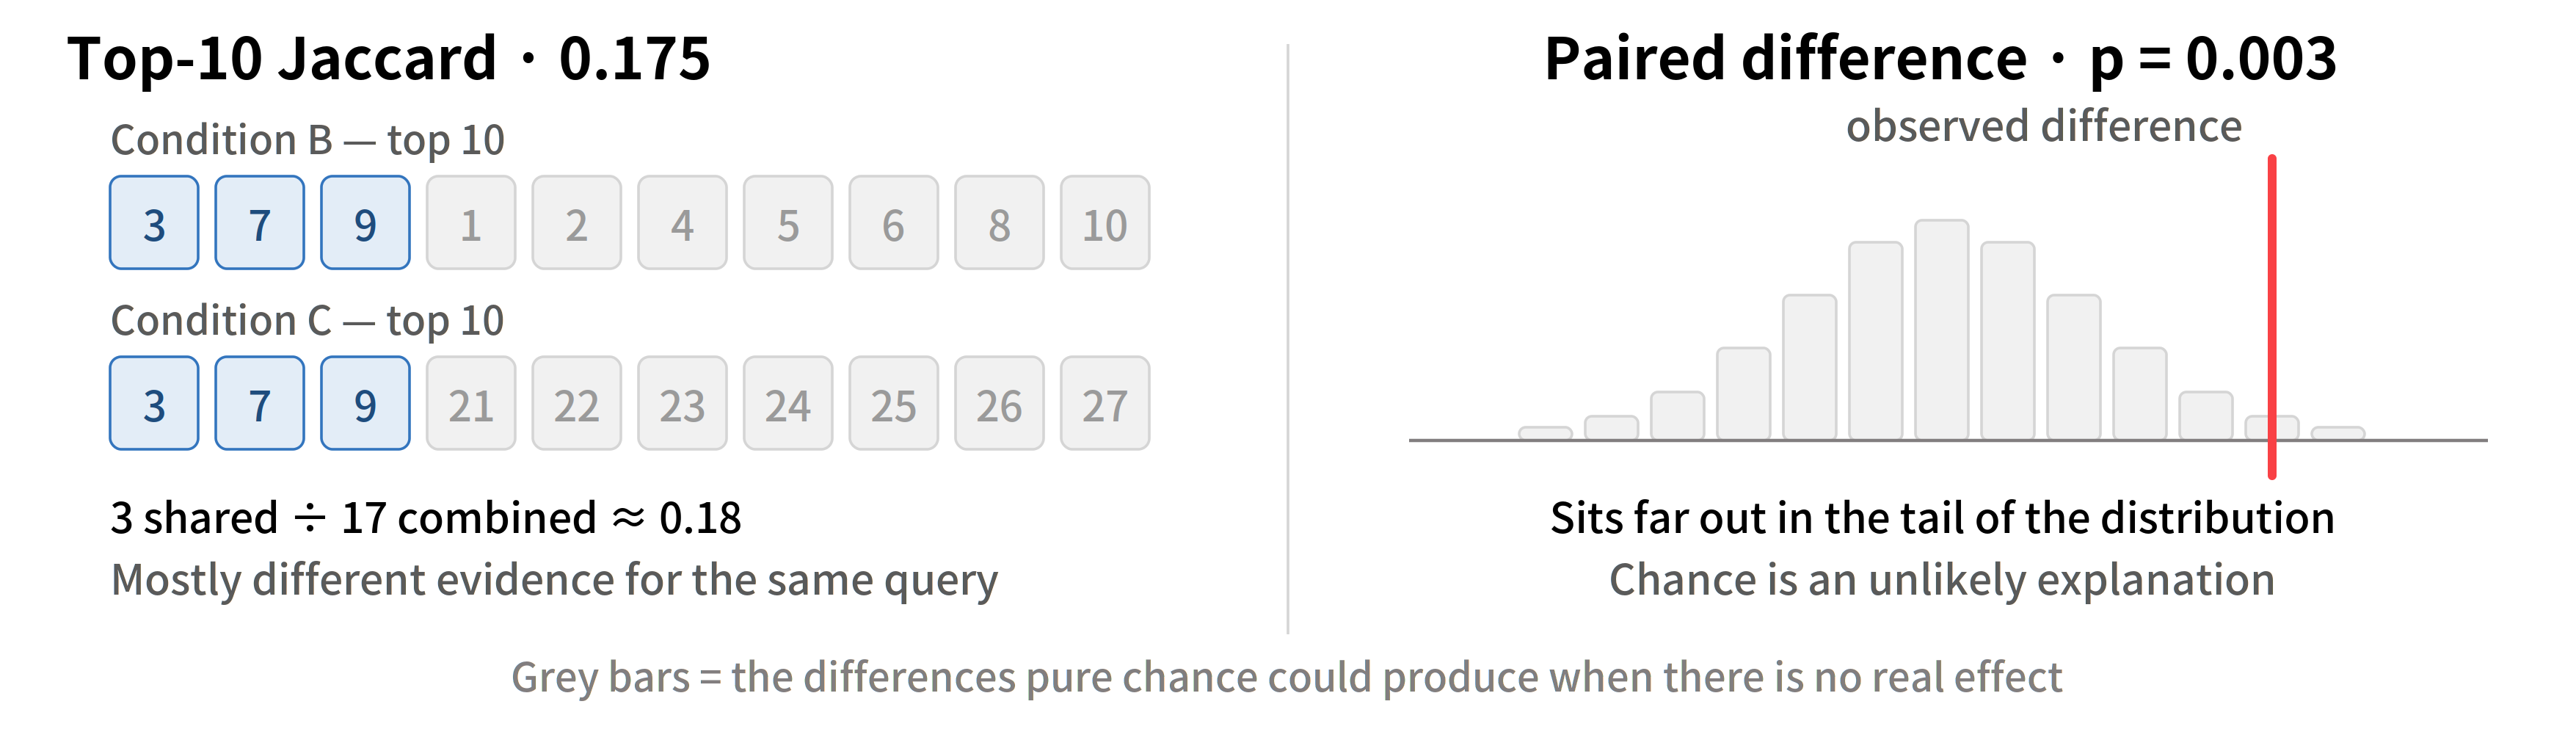 Top-10 Jaccard · 0.175
Condition B — top 10
3 7 9 1 2 4 5 6 8 10
Condition C — top 10
3 7 9 21 22 23 24 25 26 27
3 shared ÷ 17 combined ≈ 0.18
Mostly different evidence for the same query
Paired difference · p = 0.003
observed difference
Sits far out in the tail of the distribution
Chance is an unlikely explanation
Grey bars = the differences pure chance could produce when there is no real effect